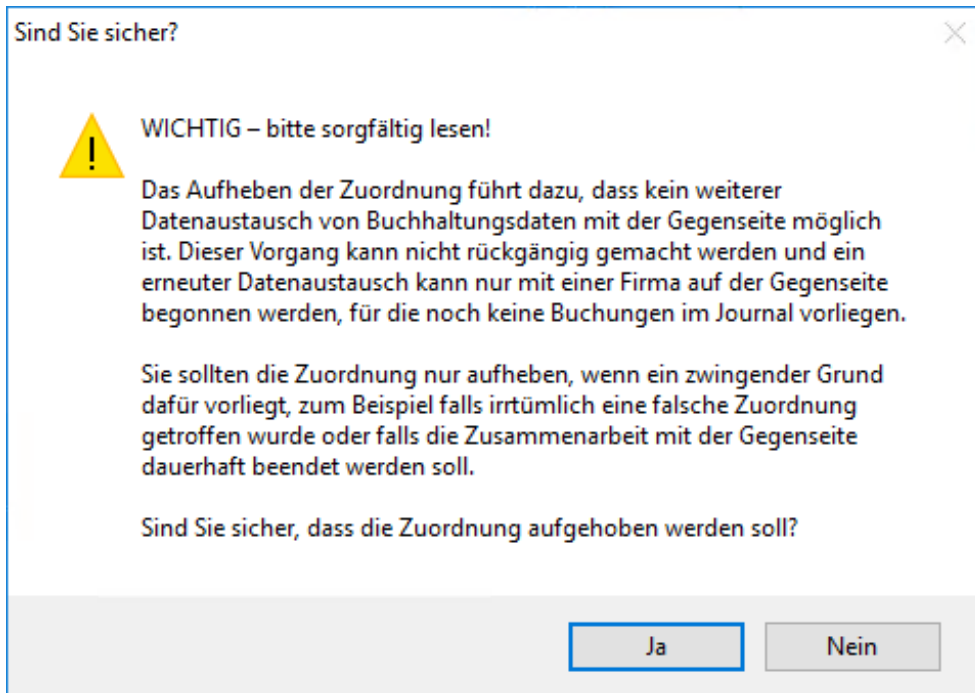 Sind Sie sicher?
WICHTIG – bitte sorgfältig lesen!
Das Aufheben der Zuordnung führt dazu, dass kein weiterer
Datenaustausch von Buchhaltungsdaten mit der Gegenseite möglich
ist. Dieser Vorgang kann nicht rückgängig gemacht werden und ein
erneuter Datenaustausch kann nur mit einer Firma auf der Gegenseite
begonnen werden, für die noch keine Buchungen im Journal vorliegen.
Sie sollten die Zuordnung nur aufheben, wenn ein zwingender Grund
dafür vorliegt, zum Beispiel falls irrtümlich eine falsche Zuordnung
getroffen wurde oder falls die Zusammenarbeit mit der Gegenseite
dauerhaft beendet werden soll.
Sind Sie sicher, dass die Zuordnung aufgehoben werden soll?
Ja Nein